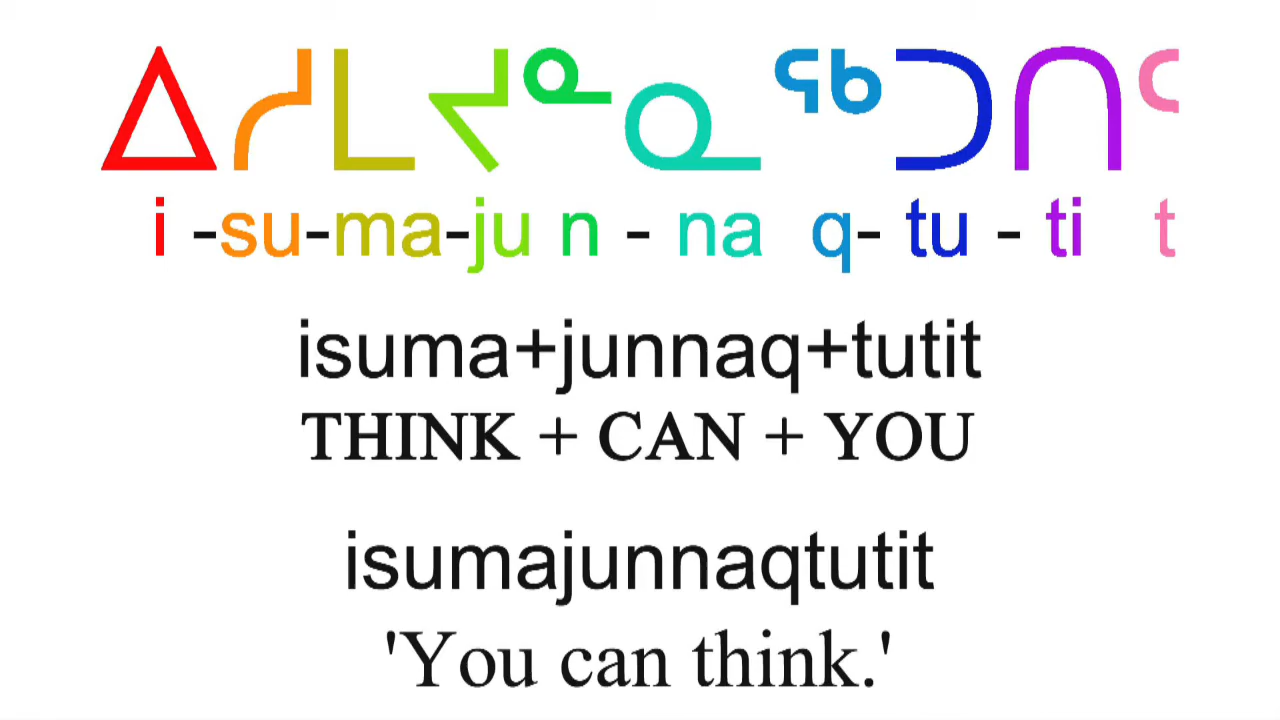 ᐃᓱᒪᔪᓐᓇᖅᑐᑎᑦ
i -su-ma-ju n - na q- tu - ti t
isuma+junnaq+tutit
THINK + CAN + YOU
isumajunnaqtutit
'You can think.'